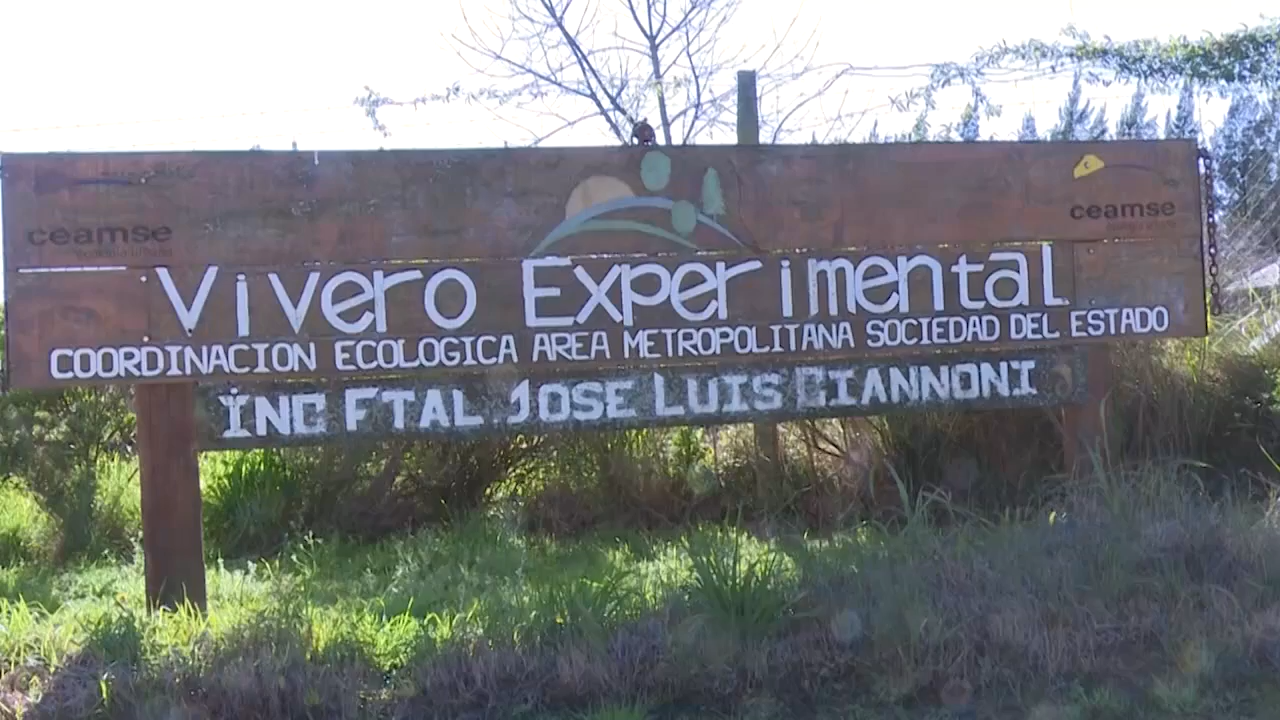 ceamse
ceamse
Vivero Experimental
COORDINACION ECOLOGICA AREA METROPOLITANA SOCIEDAD DEL ESTADO
ING FTAL JOSE LUIS GIANNONI